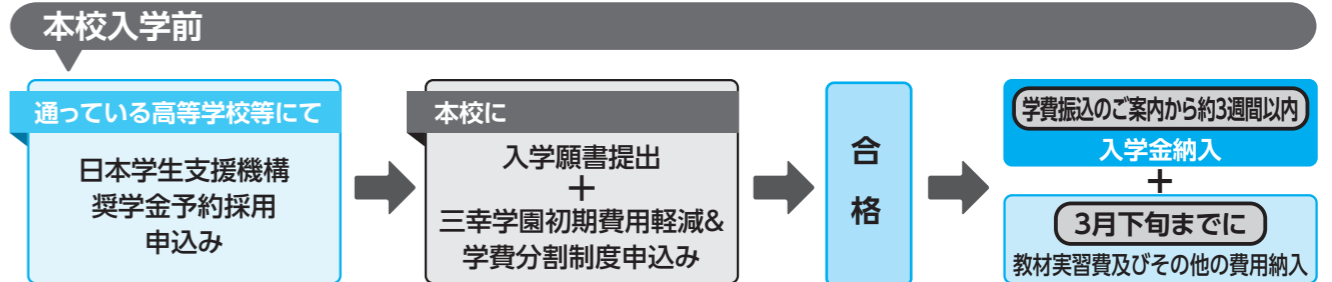 本校入学前
通っている高等学校等にて
日本学生支援機構
奨学金予約採用
申込み
本校に
入学願書提出
+
三幸学園初期費用軽減&
学費分割制度申込み
合
格
学費振込のご案内から約3週間以内
入学金納入
+
3月下旬までに
教材実習費及びその他の費用納入